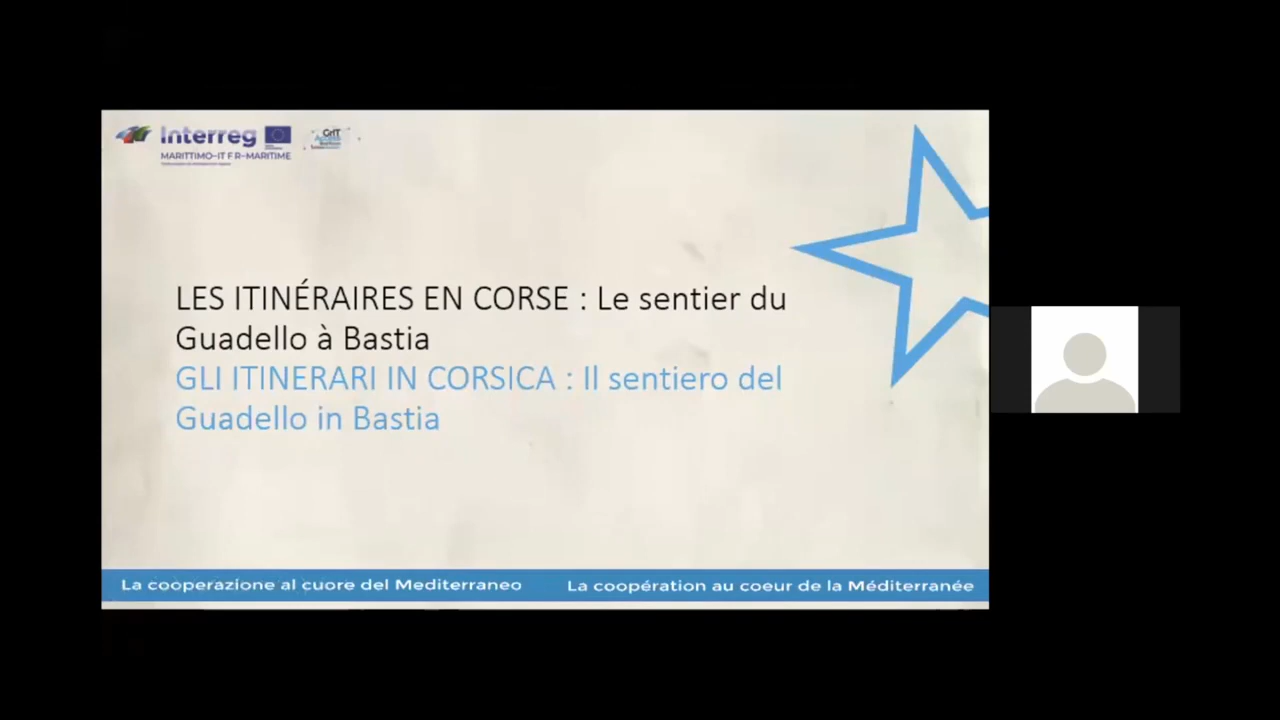 Interreg
MARITTIMO-IT FR-MARITIME
LES ITINÉRAIRES EN CORSE : Le sentier du
Guadello à Bastia
GLI ITINERARI IN CORSICA : Il sentiero del
Guadello in Bastia
La cooperazione al cuore del Mediterraneo
La coopération au coeur de la Méditerranée